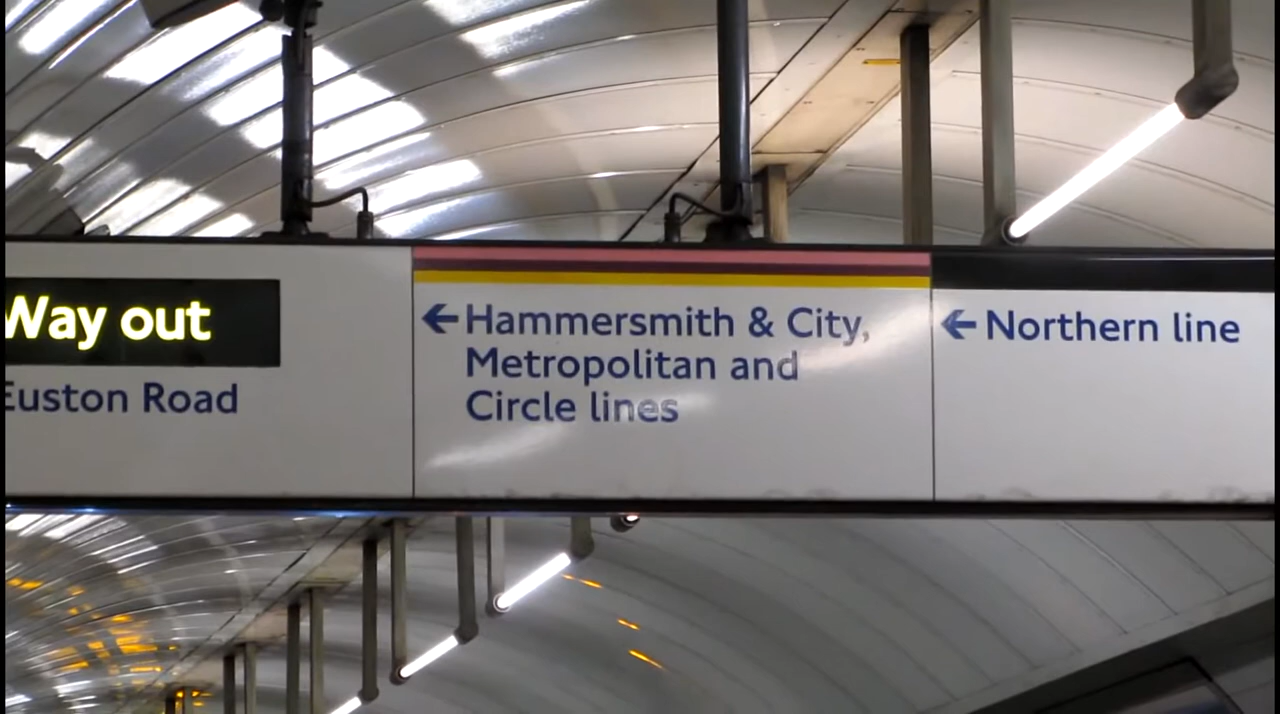 Way out
Euston Road
← Hammersmith & City,
Metropolitan and
Circle lines
← Northern line